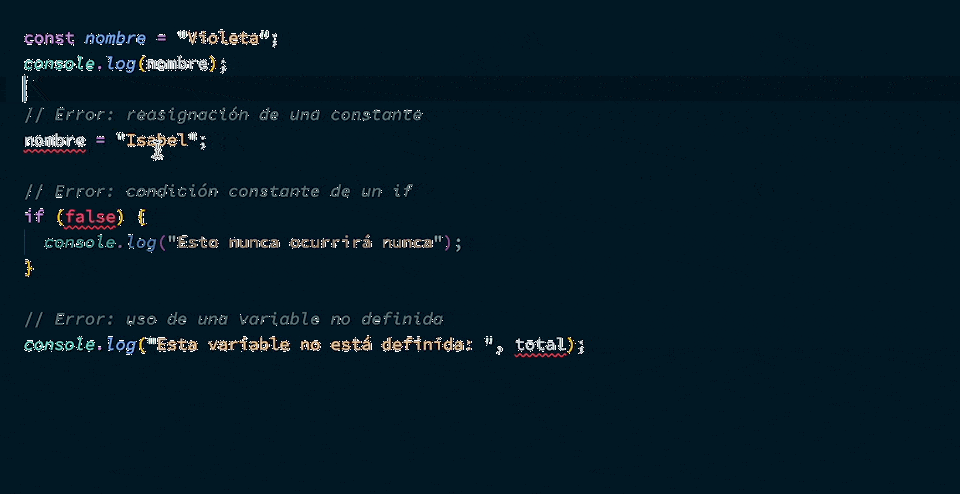 const nombre = "Violeta";
console.log(nombre);
// Error: reasignación de una constante
nombre = "Isabel";
// Error: condición constante de un if
if (false) {
console.log("Esto nunca ocurrirá nunca");
}
// Error: uso de una variable no definida
console.log("Esta variable no está definida: ", total);